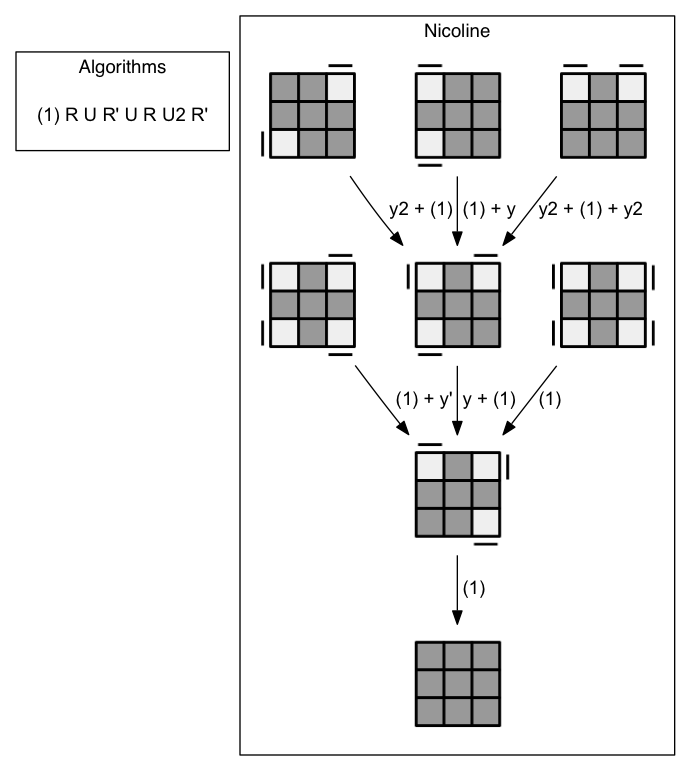 Nicoline
Algorithms
(1) R U R' U R U2 R'
y2 + (1)
(1) + y
y2 + (1) + y2
(1) + y'
y + (1)
(1)
(1)